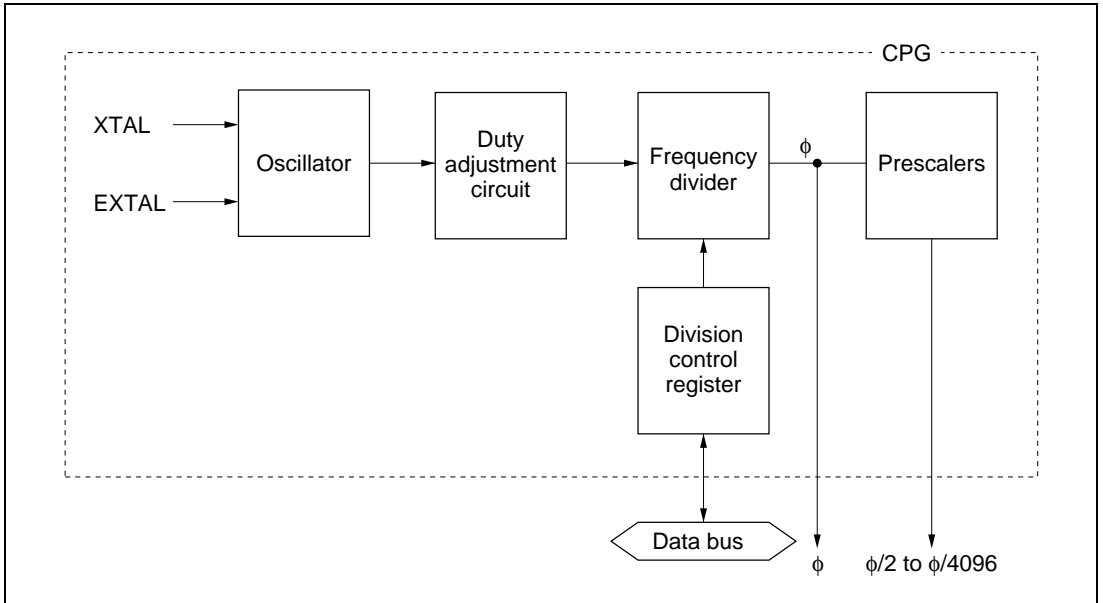 CPG
XTAL
EXTAL
Oscillator
Duty
adjustment
circuit
Frequency
divider
ϕ
Prescalers
Division
control
register
Data bus
ϕ
ϕ/2 to ϕ/4096